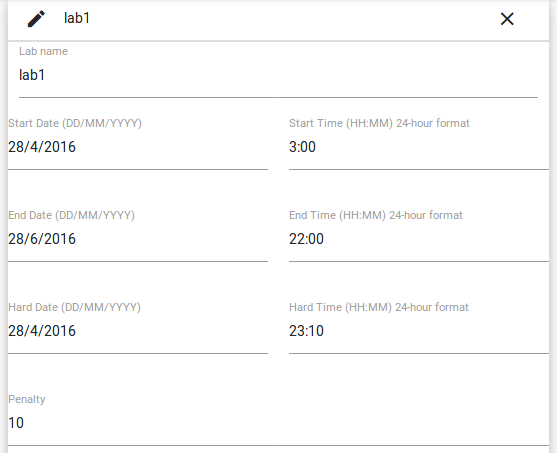 lab1
Lab name
lab1
Start Date (DD/MM/YYYY) Start Time (HH:MM) 24-hour format
28/4/2016 3:00
End Date (DD/MM/YYYY) End Time (HH:MM) 24-hour format
28/6/2016 22:00
Hard Date (DD/MM/YYYY) Hard Time (HH:MM) 24-hour format
28/4/2016 23:10
Penalty
10